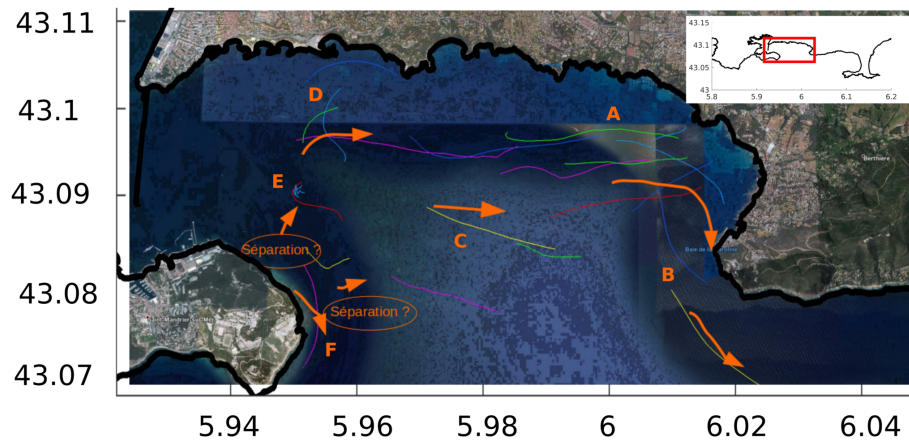 43.11
43.1
43.09
43.08
43.07
5.94
5.96
5.98
6
6.02
6.04
43.15
43.1
43.05
43
5.8
5.9
6
6.1
6.2
A
D
E
Séparation ?
C
B
Séparation ?
F
Berthière
Baie de la